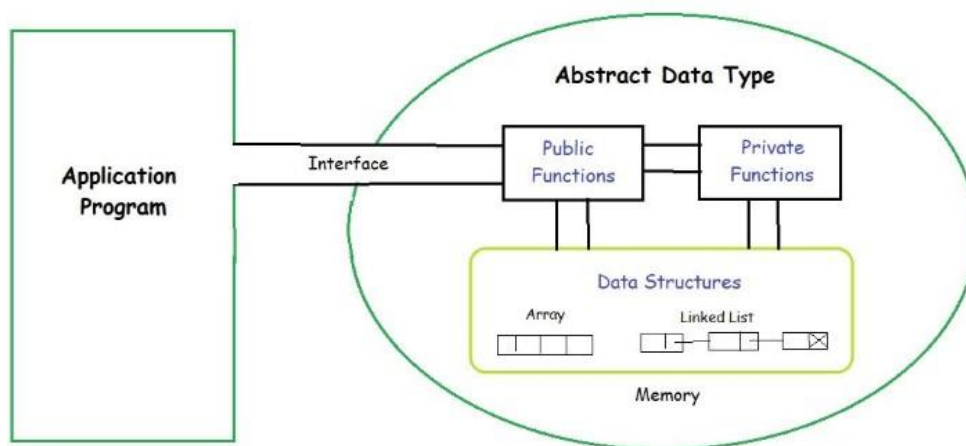 Abstract Data Type
Application
Program
Interface
Public
Functions
Private
Functions
Data Structures
Array
Linked List
Memory